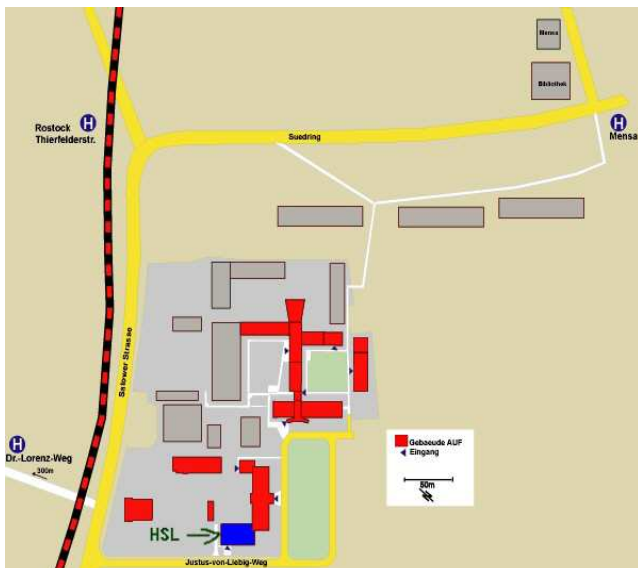 Mensa
Bibliothek
H
Rostock
Thierfelderstr.
Suedring
H
Mensa
Satower Strasse
H
Dr.-Lorenz-Weg
300m
Gebaeude AUF
Eingang
50m
N
HSL
Justus-von-Liebig-Weg